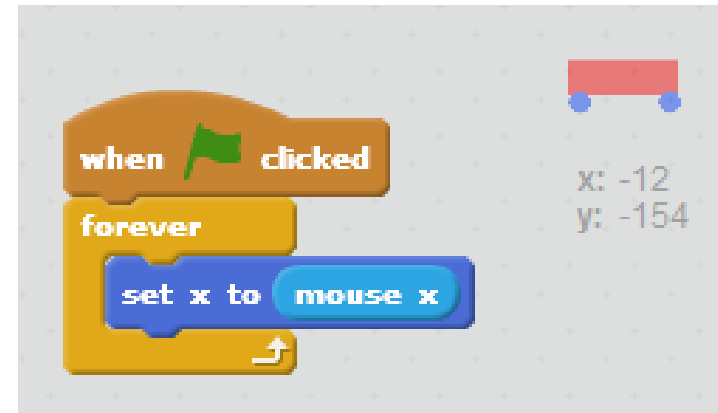 when clicked
forever
set x to mouse x
x: -12
y: -154